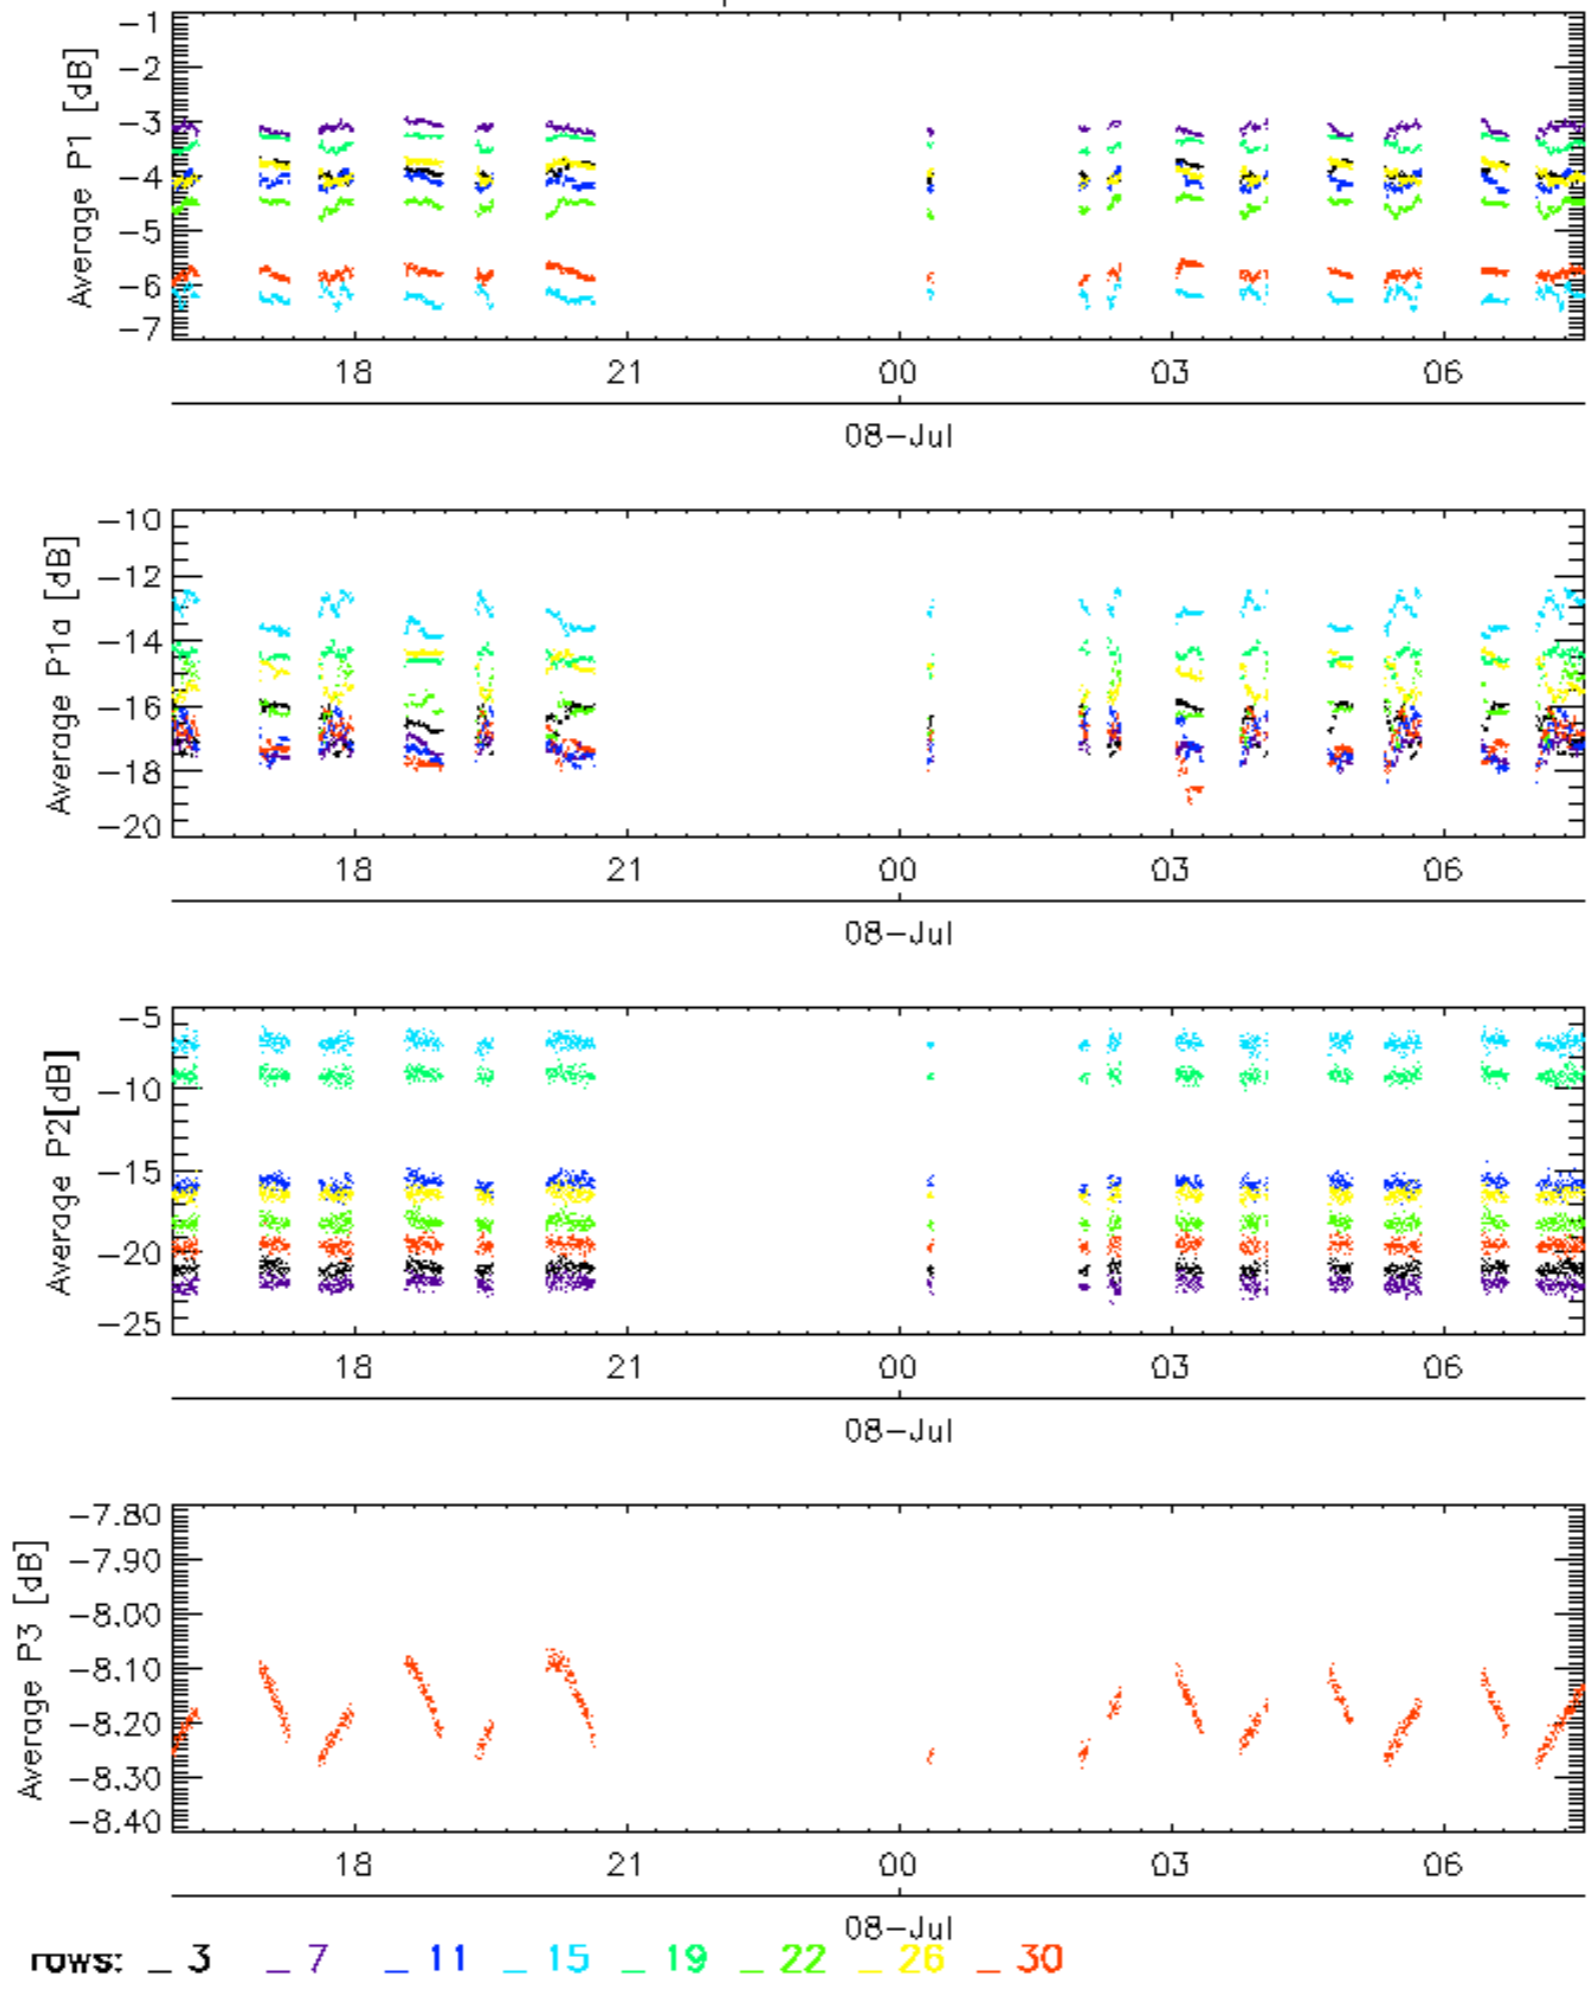 Average P1 [dB]
-1
-2
-3
-4
-5
-6
-7
18 21 00 03 06
08-Jul
Average P1a [dB]
-10
-12
-14
-16
-18
-20
18 21 00 03 06
08-Jul
Average P2[dB]
-5
-10
-15
-20
-25
18 21 00 03 06
08-Jul
Average P3 [dB]
-7.80
-7.90
-8.00
-8.10
-8.20
-8.30
-8.40
18 21 00 03 06
08-Jul
rows: _ 3 _ 7 _ 11 _ 15 _ 19 _ 22 _ 26 _ 30